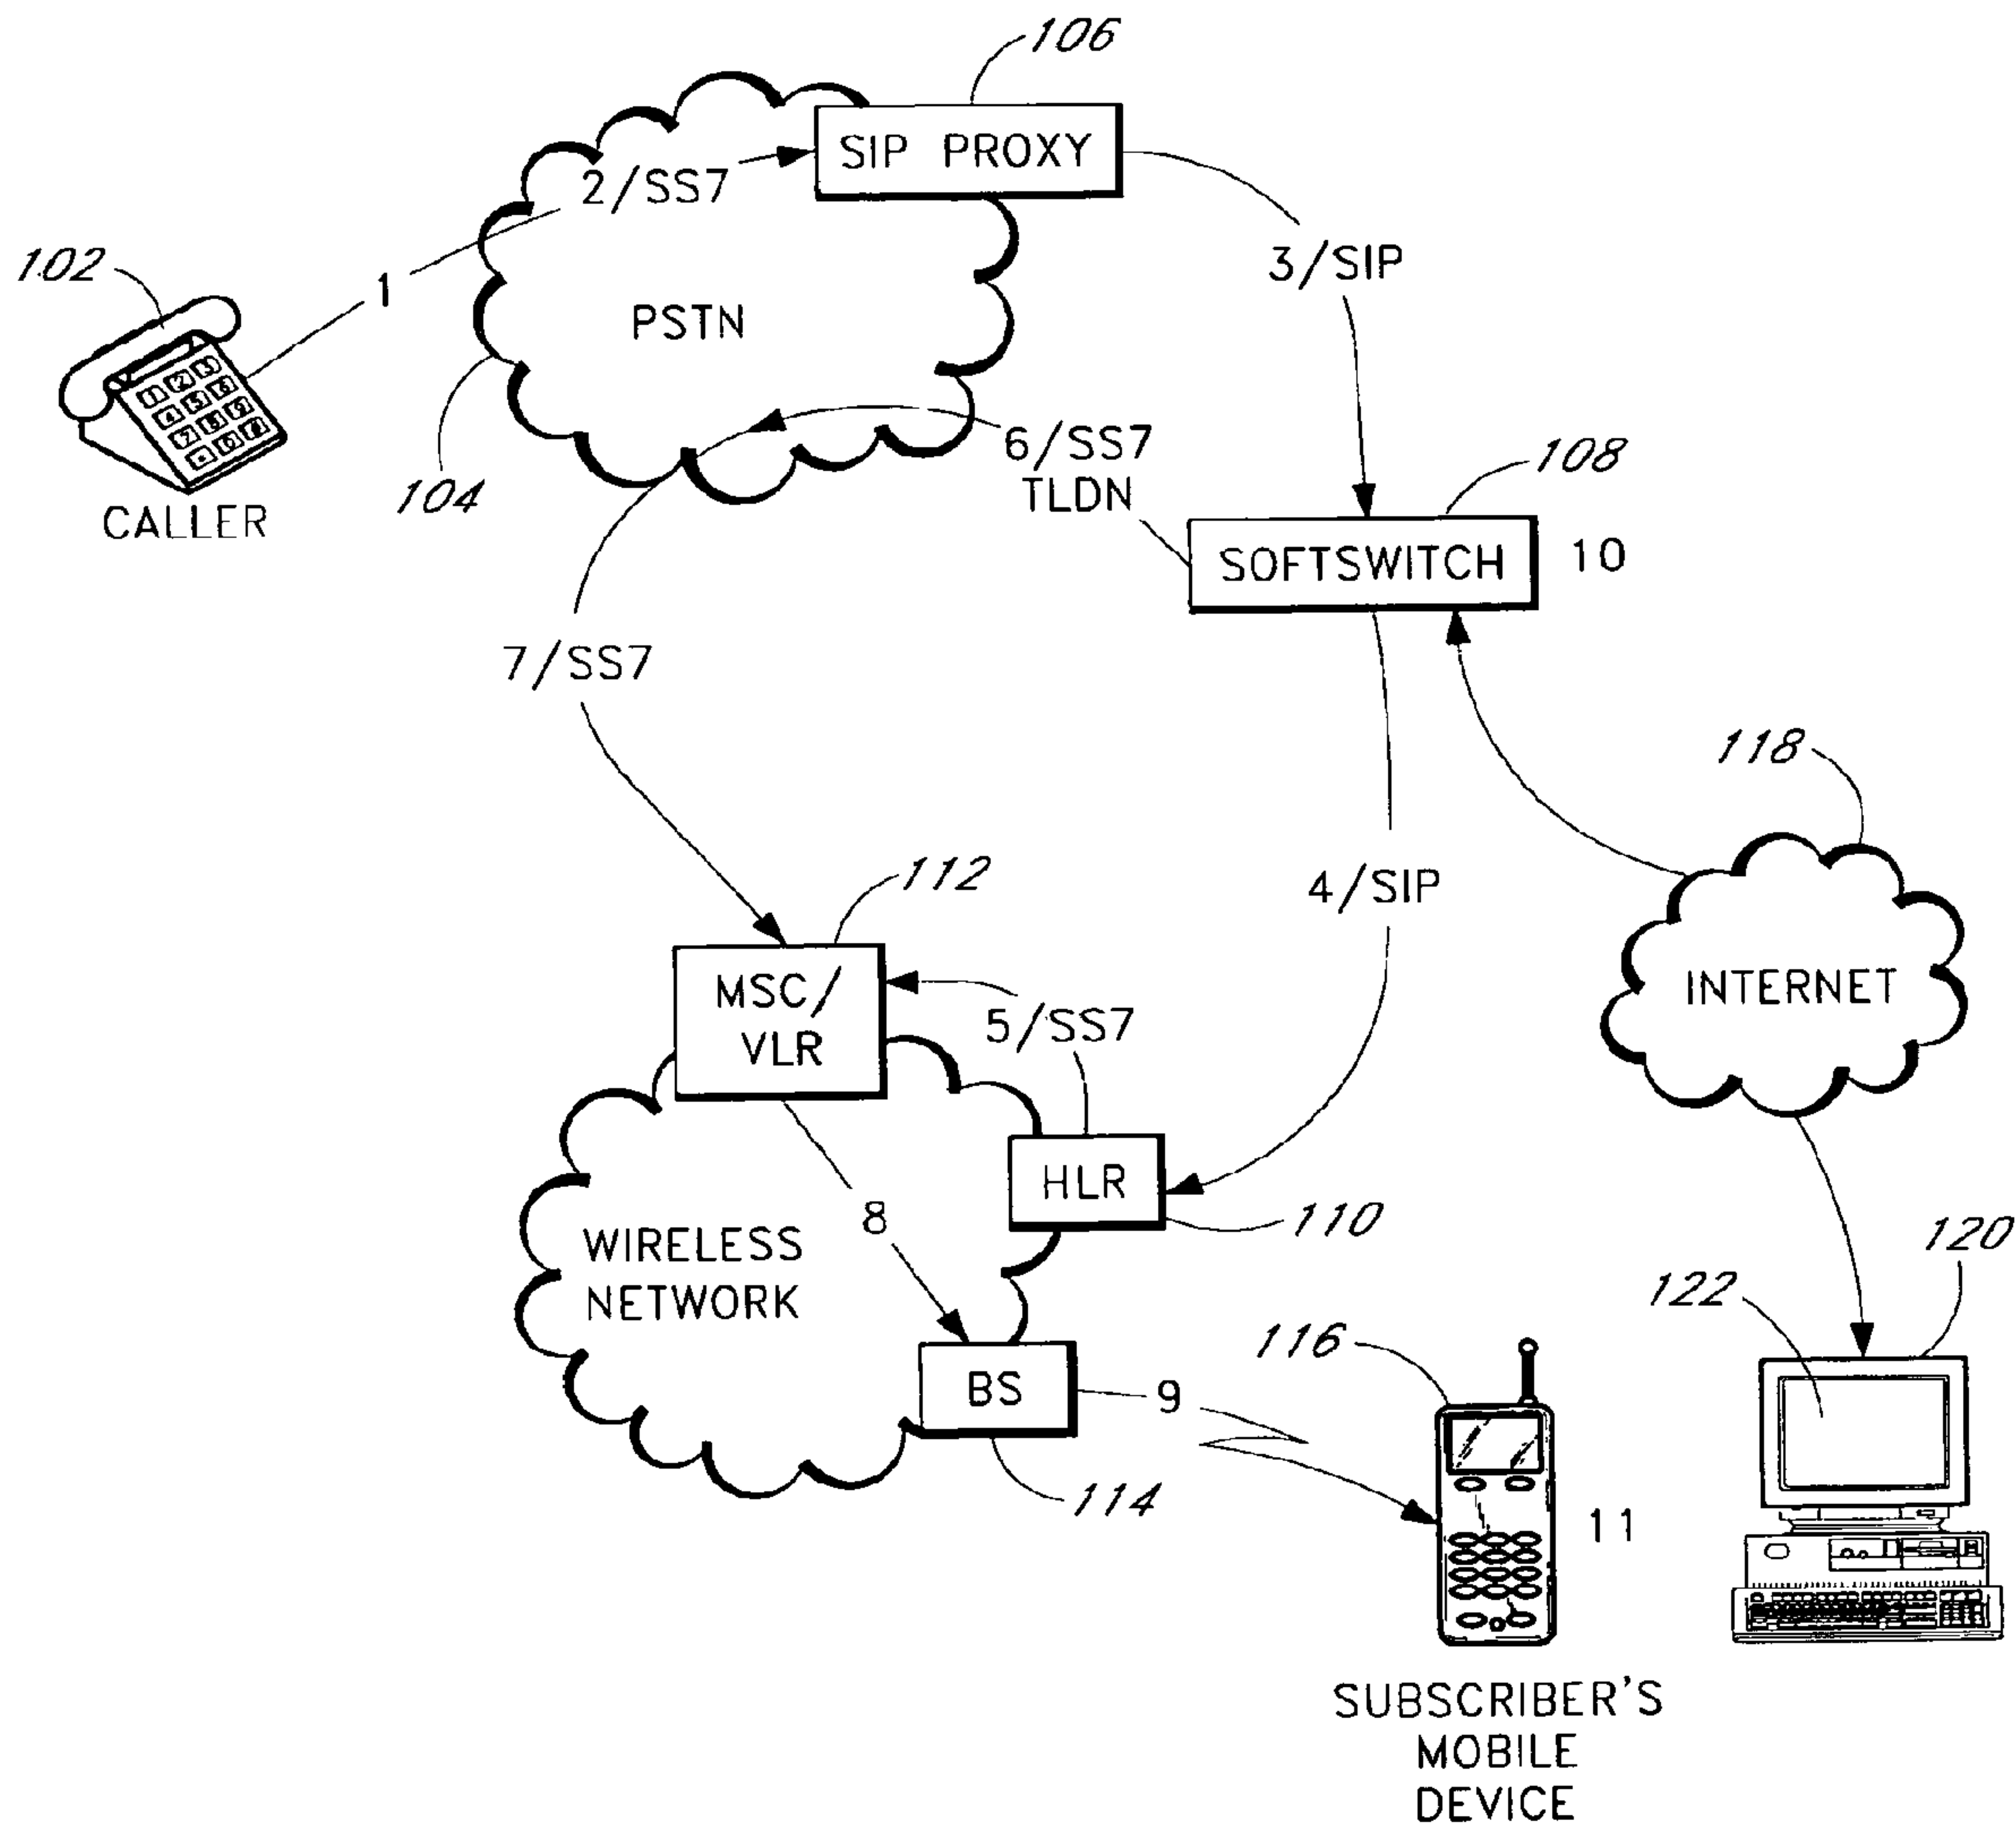 106
SIP PROXY
2/SS7
102
1
3/SIP
PSTN
6/SS7
TLDN
104
CALLER
108
SOFTSWITCH
10
7/SS7
118
112
4/SIP
MSC/
VLR
5/SS7
INTERNET
HLR
110
8
WIRELESS
NETWORK
120
122
116
BS
9
114
11
SUBSCRIBER'S
MOBILE
DEVICE